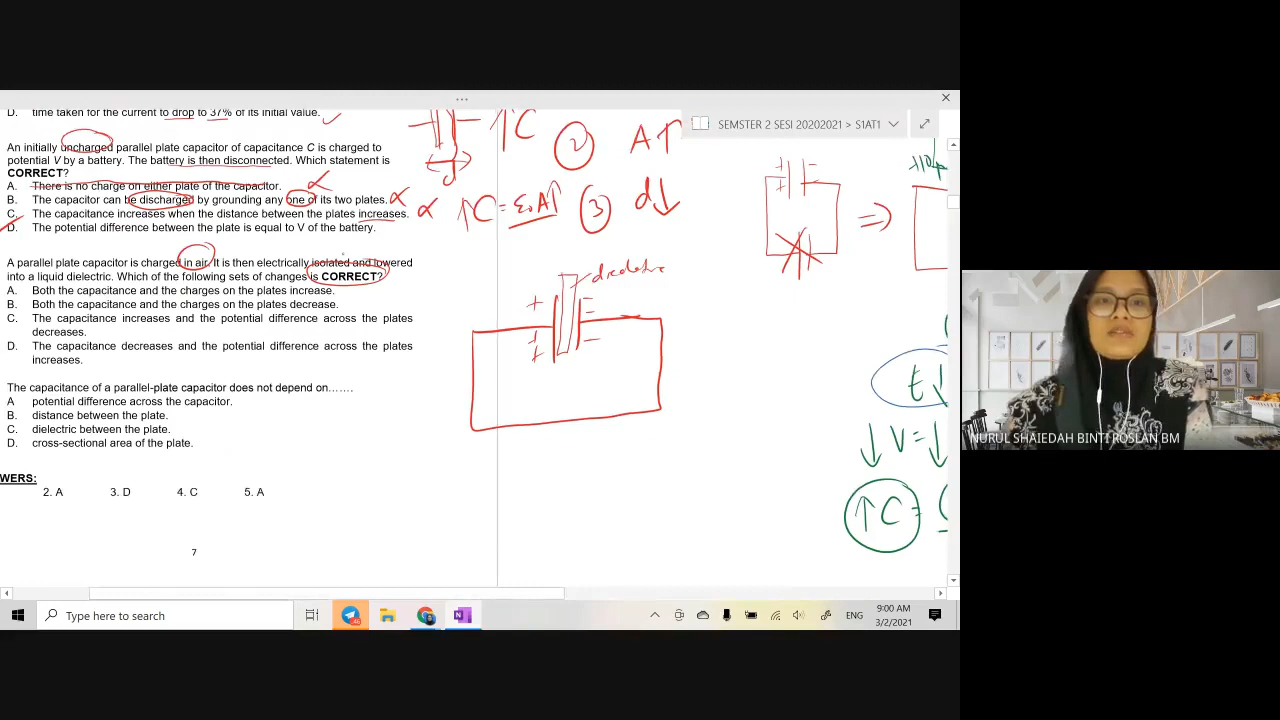 D. time taken for the current to drop to 37% of its initial value.
An initially uncharged parallel plate capacitor of capacitance C is charged to
potential V by a battery. The battery is then disconnected. Which statement is
CORRECT?
A. There is no charge on either plate of the capacitor.
B. The capacitor can be discharged by grounding any one of its two plates.
C. The capacitance increases when the distance between the plates increases.
D. The potential difference between the plate is equal to V of the battery.
A parallel plate capacitor is charged in air. It is then electrically isolated and lowered
into a liquid dielectric. Which of the following sets of changes is CORRECT?
A. Both the capacitance and the charges on the plates increase.
B. Both the capacitance and the charges on the plates decrease.
C. The capacitance increases and the potential difference across the plates
decreases.
D. The capacitance decreases and the potential difference across the plates
increases.
The capacitance of a parallel-plate capacitor does not depend on.......
A potential difference across the capacitor.
B. distance between the plate.
C. dielectric between the plate.
D. cross-sectional area of the plate.
WERS:
2. A 3. D 4. C 5. A
7
↑C ② A↑
d
↑C = ε₀A↑ ③ d↓
dielectric
+ −
+ −
+
SEMSTER 2 SESI 20202021 > S1AT1
⇒
t↓
↓ V = ↓
↑ C =
NURUL SHAIEDAH BINTI ROSLAN BM
Type here to search
ENG
9:00 AM
3/2/2021